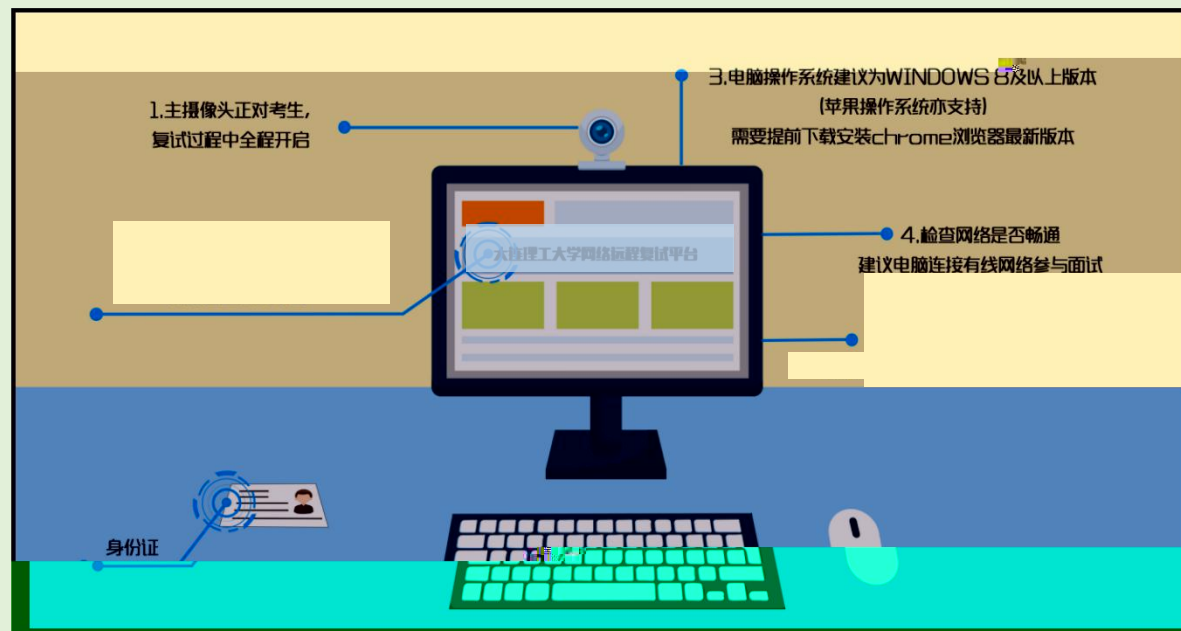 1.主摄像头正对考生,
复试过程中全程开启
3.电脑操作系统建议为WINDOWS 8及以上版本
(苹果操作系统亦支持)
需要提前下载安装chrome浏览器最新版本
大连理工大学网络远程复试平台
4.检查网络是否畅通
建议电脑连接有线网络参与面试
身份证